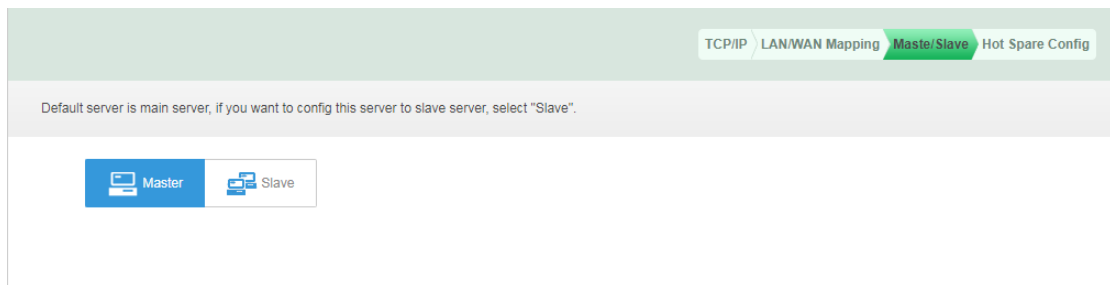 TCP/IP LAN/WAN Mapping Maste/Slave Hot Spare Config
Default server is main server, if you want to config this server to slave server, select "Slave".
Master Slave